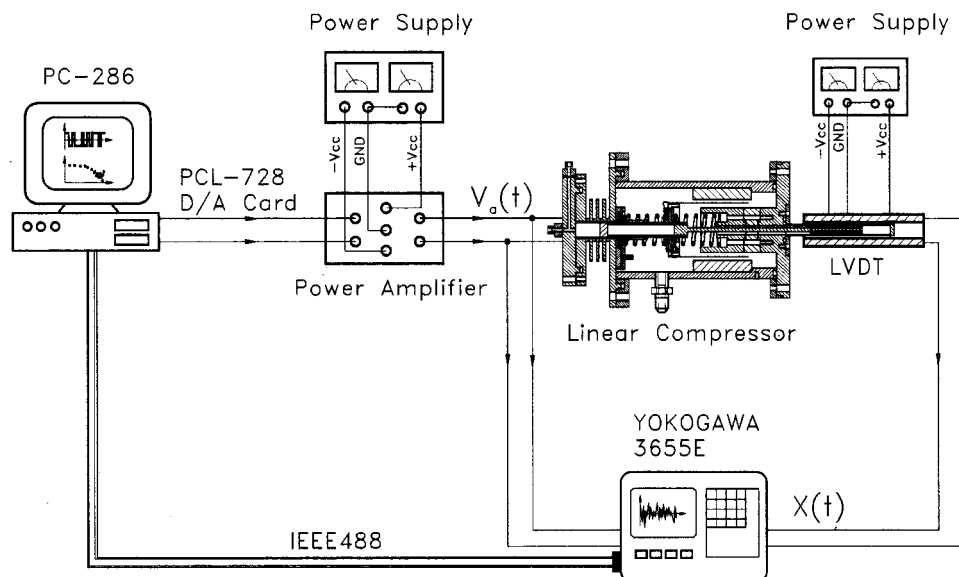 Power Supply
Power Supply
PC-286
-Vcc
GND
+Vcc
-Vcc
GND
+Vcc
PCL-728
D/A Card
Va(t)
LVDT
Power Amplifier
Linear Compressor
YOKOGAWA
3655E
X(t)
IEEE488